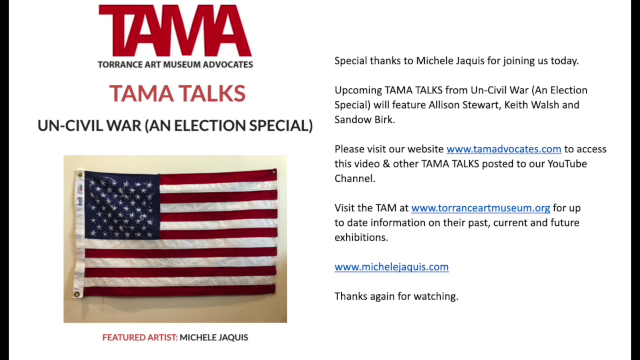 TAMA
TORRANCE ART MUSEUM ADVOCATES
TAMA TALKS
UN-CIVIL WAR (AN ELECTION SPECIAL)
FEATURED ARTIST: MICHELE JAQUIS
Special thanks to Michele Jaquis for joining us today.
Upcoming TAMA TALKS from Un-Civil War (An Election
Special) will feature Allison Stewart, Keith Walsh and
Sandow Birk.
Please visit our website www.tamadvocates.com to access
this video & other TAMA TALKS posted to our YouTube
Channel.
Visit the TAM at www.torranceartmuseum.org for up
to date information on their past, current and future
exhibitions.
www.michelejaquis.com
Thanks again for watching.